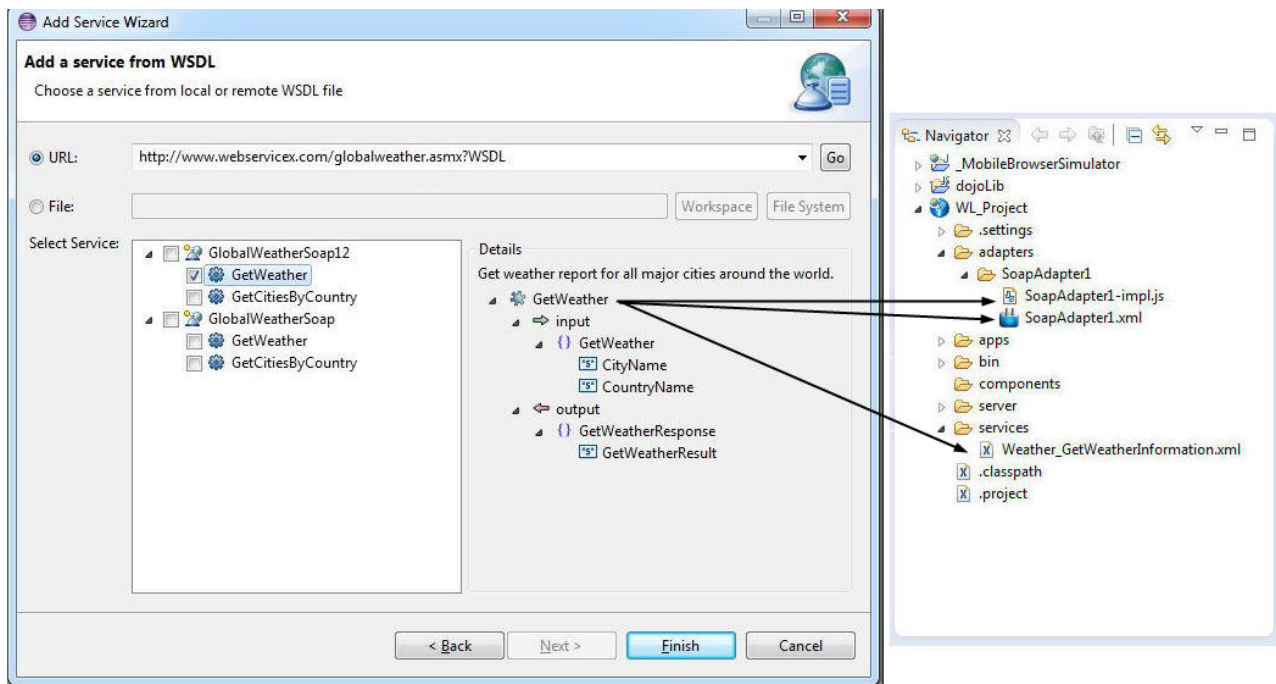 Add Service Wizard
Add a service from WSDL
Choose a service from local or remote WSDL file
URL:
http://www.webservicex.com/globalweather.asmx?WSDL
Go
File:
Workspace
File System
Select Service:
GlobalWeatherSoap12
GetWeather
GetCitiesByCountry
GlobalWeatherSoap
GetWeather
GetCitiesByCountry
Details
Get weather report for all major cities around the world.
GetWeather
input
{} GetWeather
"S" CityName
"S" CountryName
output
{} GetWeatherResponse
"S" GetWeatherResult
< Back
Next >
Finish
Cancel
Navigator
_MobileBrowserSimulator
dojoLib
WL_Project
.settings
adapters
SoapAdapter1
SoapAdapter1-impl.js
SoapAdapter1.xml
apps
bin
components
server
services
X Weather_GetWeatherInformation.xml
X .classpath
X .project